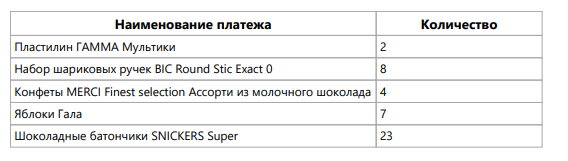 Наименование платежа Количество
Пластилин ГАММА Мультики 2
Набор шариковых ручек BIC Round Stic Exact 0 8
Конфеты MERCI Finest selection Ассорти из молочного шоколада 4
Яблоки Гала 7
Шоколадные батончики SNICKERS Super 23